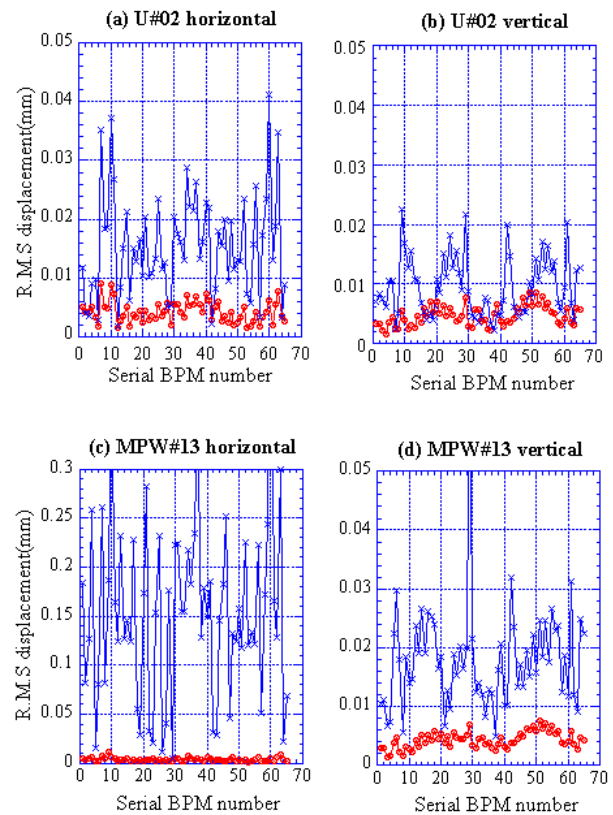 (a) U#02 horizontal
R.M.S displacement(mm)
0.05
0.04
0.03
0.02
0.01
0
0 10 20 30 40 50 60 70
Serial BPM number
(b) U#02 vertical
0.05
0.04
0.03
0.02
0.01
0
0 10 20 30 40 50 60 70
Serial BPM number
(c) MPW#13 horizontal
R.M.S displacement(mm)
0.3
0.25
0.2
0.15
0.1
0.05
0
0 10 20 30 40 50 60 70
Serial BPM number
(d) MPW#13 vertical
0.05
0.04
0.03
0.02
0.01
0
0 10 20 30 40 50 60 70
Serial BPM number